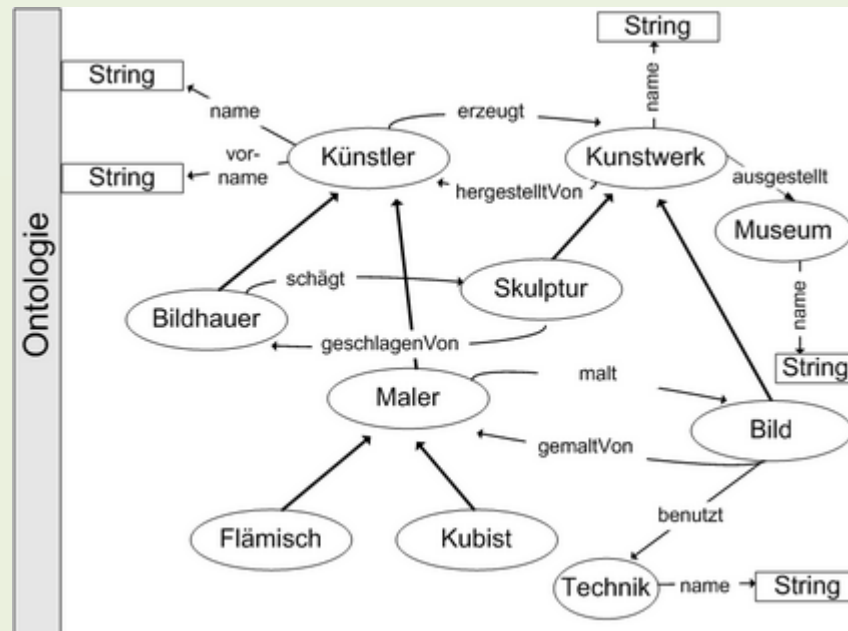 Ontologie
String
String
name
erzeugt
name
String
vor-
name
Künstler
Kunstwerk
hergestelltVon
ausgestellt
Museum
name
String
schägt
Skulptur
Bildhauer
geschlagenVon
Maler
malt
Bild
gemaltVon
Flämisch
Kubist
benutzt
Technik
name
String